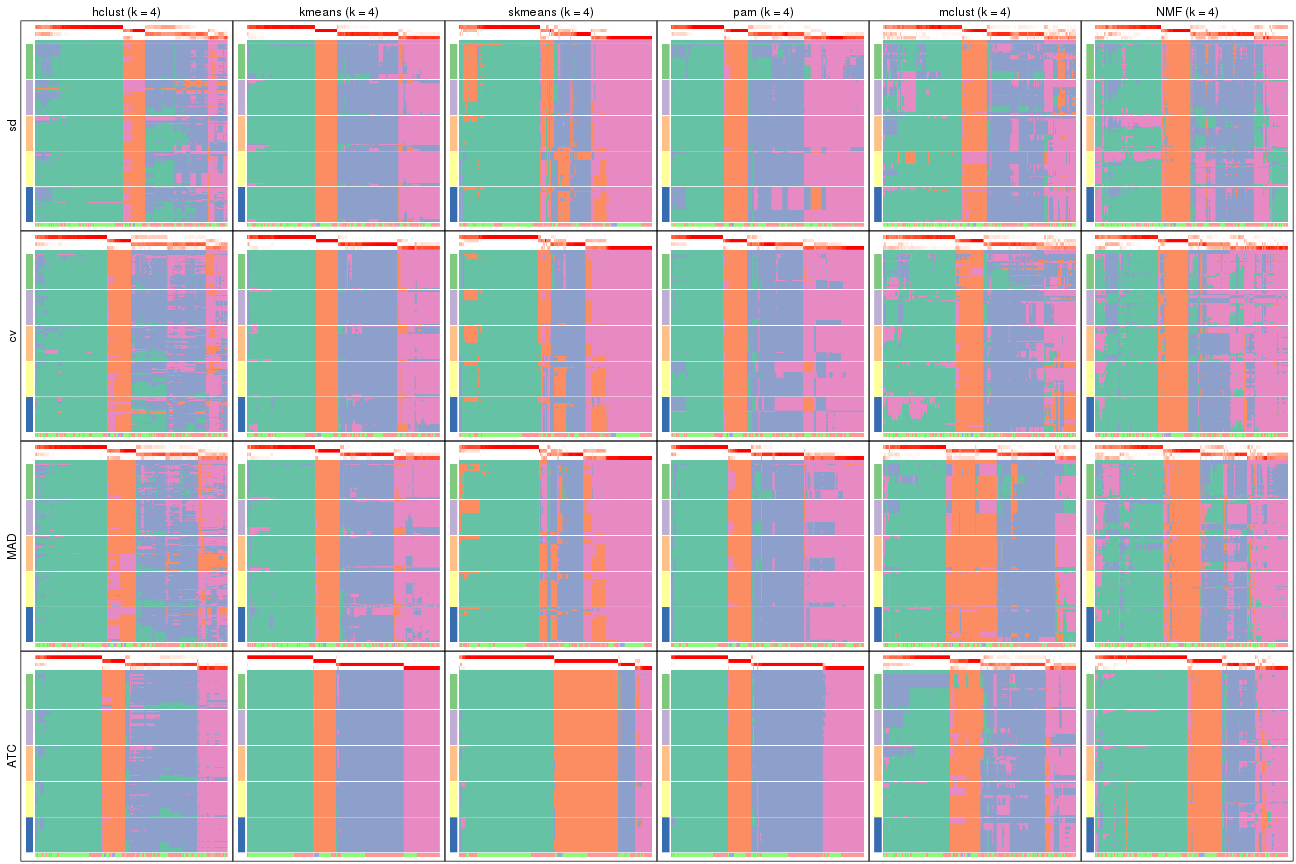 hclust (k = 4)
kmeans (k = 4)
skmeans (k = 4)
pam (k = 4)
mclust (k = 4)
NMF (k = 4)
sd
cv
MAD
ATC